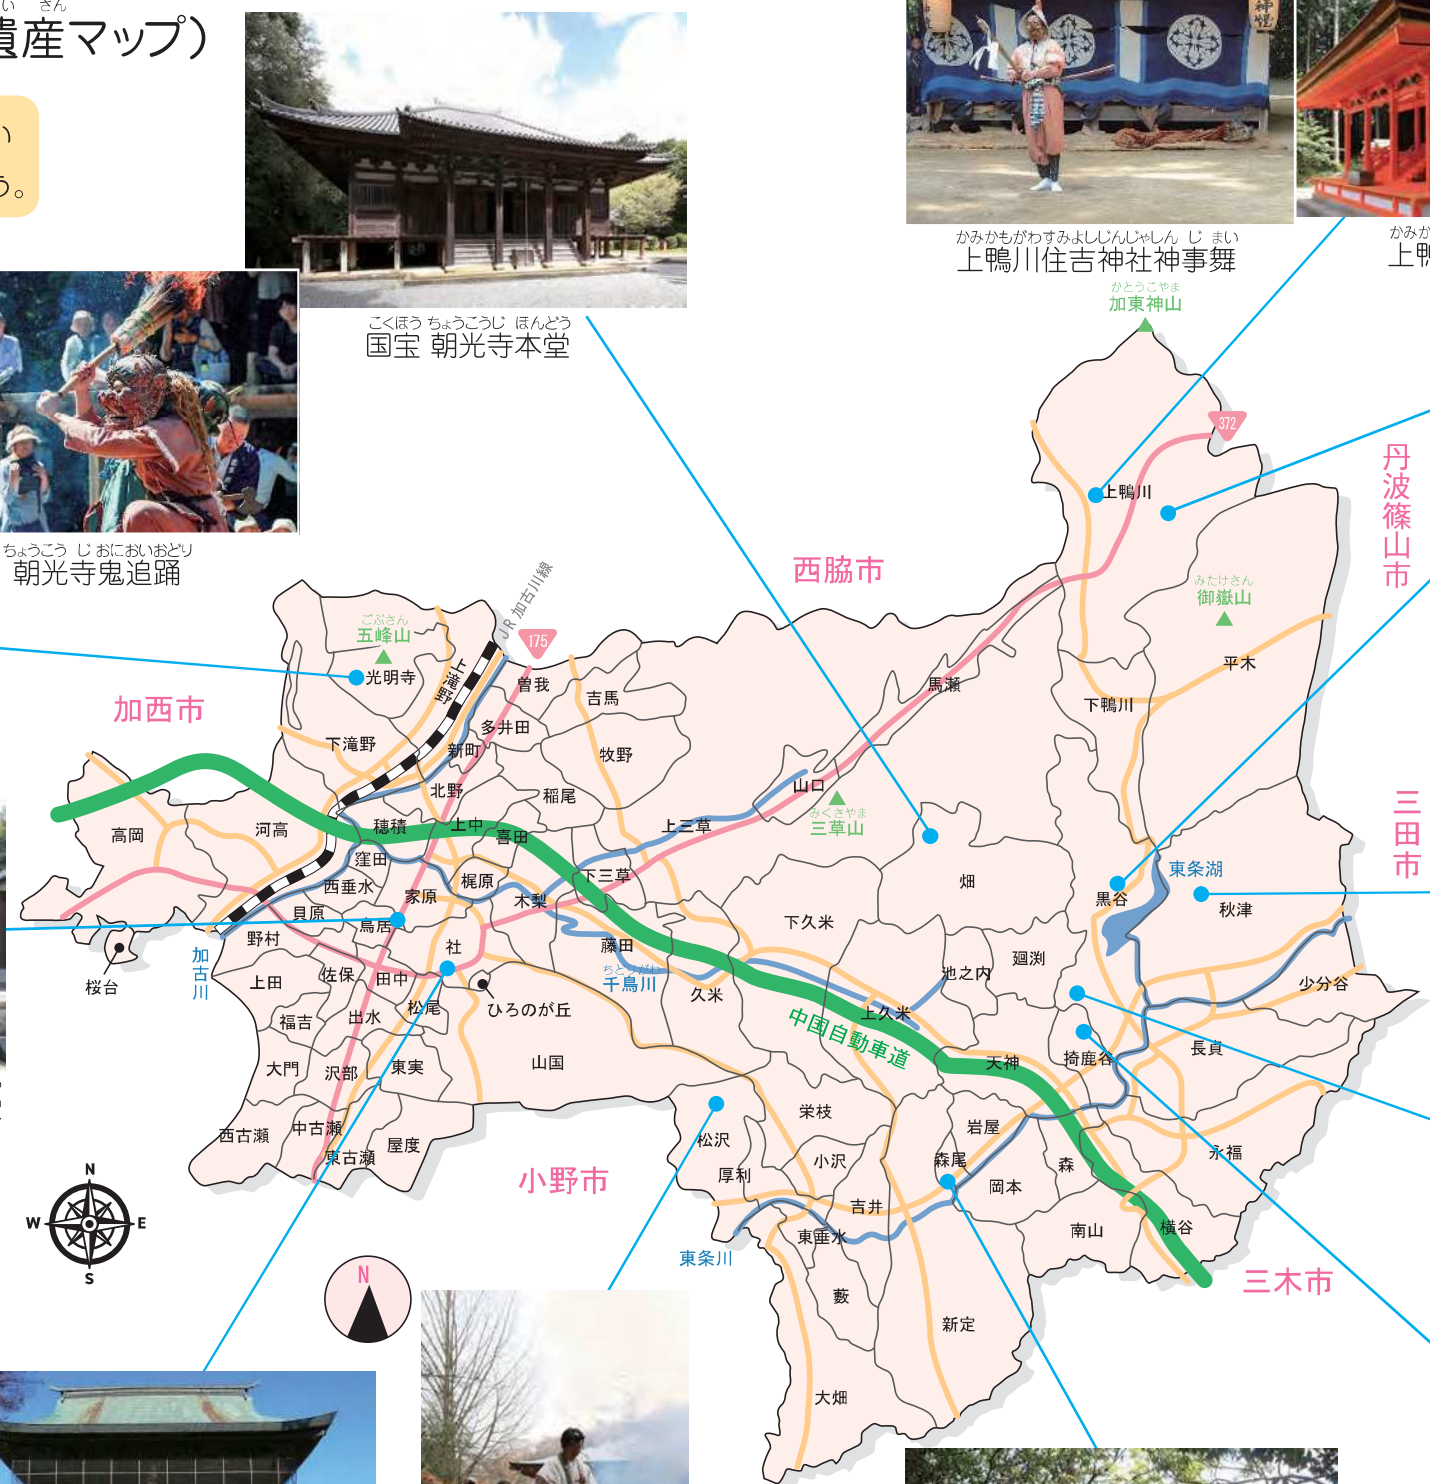 い さん
遺産マップ)
い
う。
神怪
かみかもがわすみよしじんじゃしん じ まい
上鴨川住吉神社神事舞
かみか
上鴨
こくほう ちょうこうじ ほんどう
国宝 朝光寺本堂
ちょうこう じ おにおいおどり
朝光寺鬼追踊
かとうこやま
加東神山
372
丹波篠山市
上鴨川
西脇市
みたけさん
御嶽山
平木
下鴨川
馬瀬
JR加古川線
175
ごぶさん
五峰山
光明寺
上滝野
曽我
吉馬
多井田
加西市
下滝野
新町
牧野
北野
稲尾
山口
みくさやま
三草山
三田市
高岡
河高
穂積
上中
喜田
上三草
窪田
西垂水
家原
梶原
木梨
下三草
畑
東条湖
黒谷
秋津
貝原
鳥居
野村
社
藤田
下久米
廻渕
池之内
加古川
桜台
上田
佐保
田中
ちどりがわ
千鳥川
久米
少分谷
福吉
出水
松尾
ひろのが丘
上久米
中国自動車道
天神
掎鹿谷
長貞
大門
沢部
東実
山国
西古瀬
中古瀬
東古瀬
屋度
松沢
栄枝
岩屋
小沢
森尾
森
永福
厚利
岡本
吉井
小野市
東垂水
南山
横谷
東条川
三木市
藪
新定
大畑
N
W
E
S
N